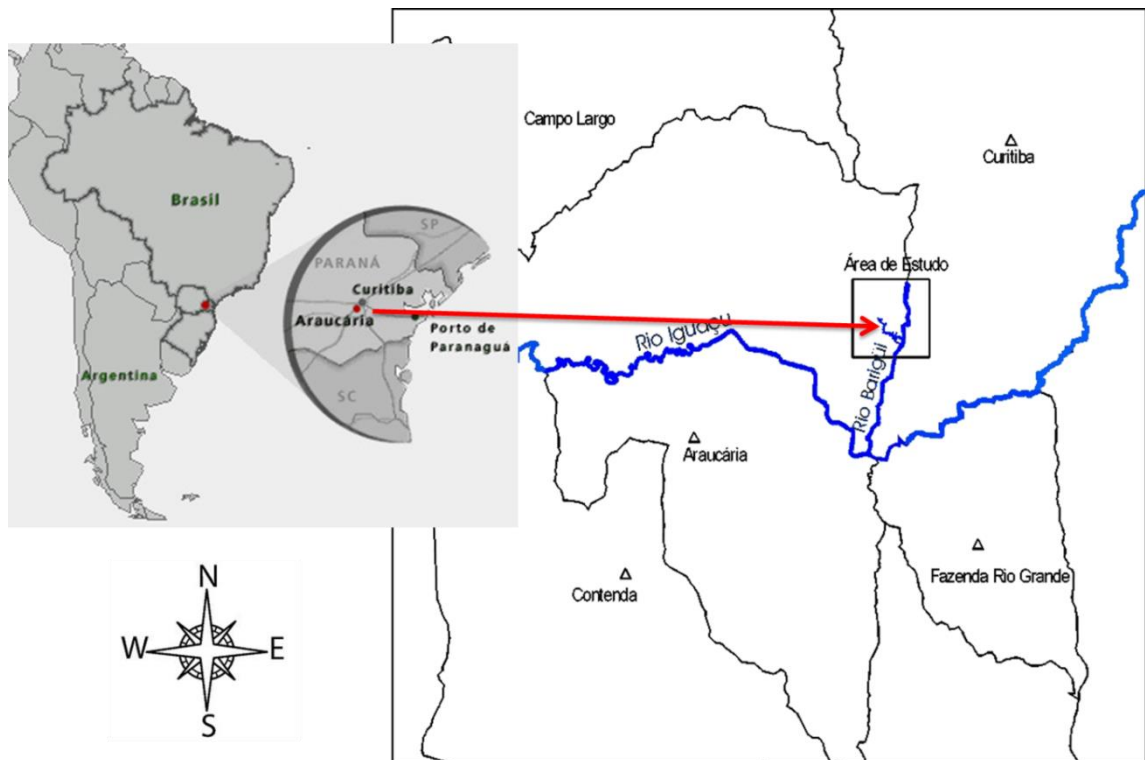 Brasil
Argentina
SP
PARANÁ
Curitiba
Araucária
Porto de
Paranaguá
SC
Campo Largo
Curitiba
Área de Estudo
Rio Iguaçu
Rio Barigüi
Araucária
Contenda
Fazenda Rio Grande
N
W
E
S